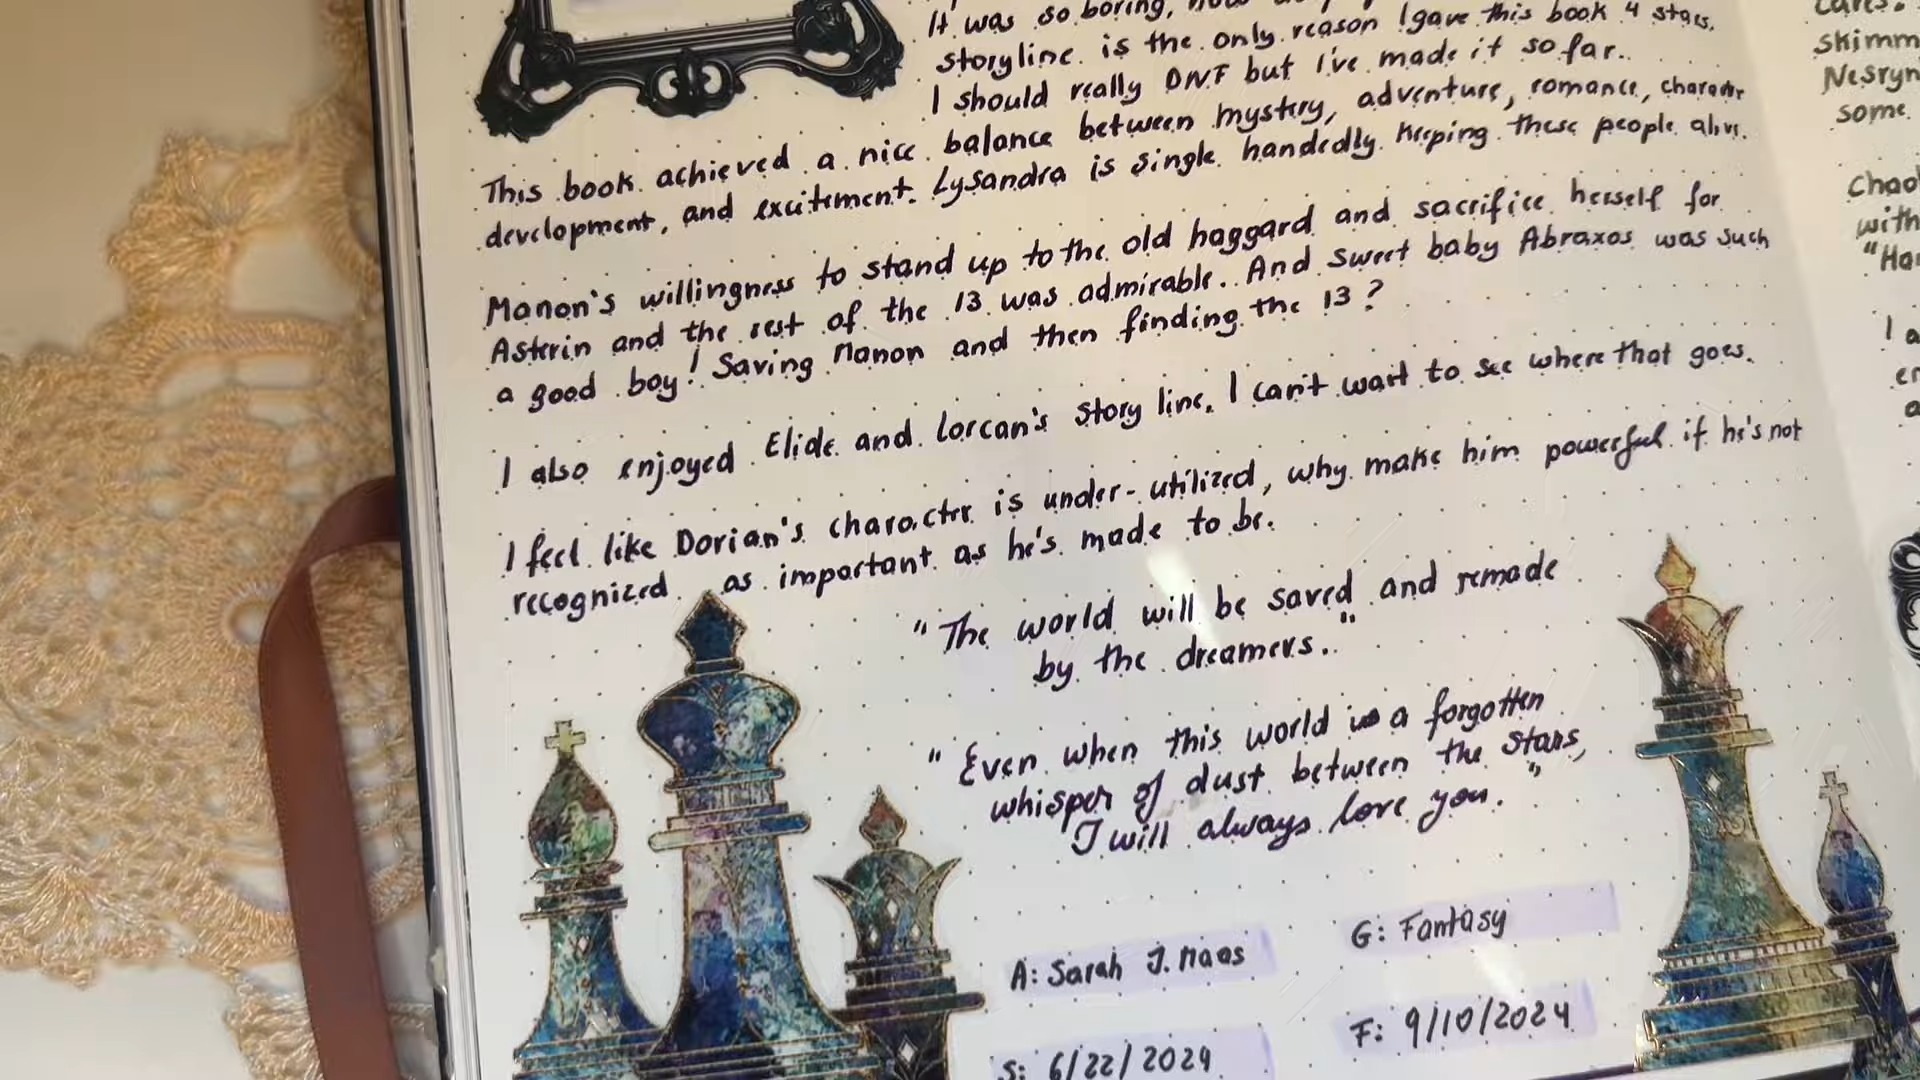 It was so boring,
storyline is the only reason I gave this book 4 stars.
I should really DNF but I've made it so far.
This book achieved a nice balance between mystery, adventure, romance, character
development, and excitement. Lysandra is single handedly keeping these people alive.
Manon's willingness to stand up to the old haggard and sacrifice herself for
Asterin and the rest of the 13 was admirable. And sweet baby Abraxos was such
a good boy! Saving Manon and then finding the 13?
I also enjoyed Elide and Lorcan's story line. I can't wait to see where that goes.
I feel like Dorian's character is under-utilized, why make him powerful if he's not
recognized as important as he's made to be.
"The world will be saved and remade
by the dreamers."
"Even when this world is a forgotten
whisper of dust between the stars,
I will always love you."
A: Sarah J. Maas
G: Fantasy
S: 6/22/2024
F: 9/10/2024
skimm
Nesryn
some
Chao
with
"Ha
I a